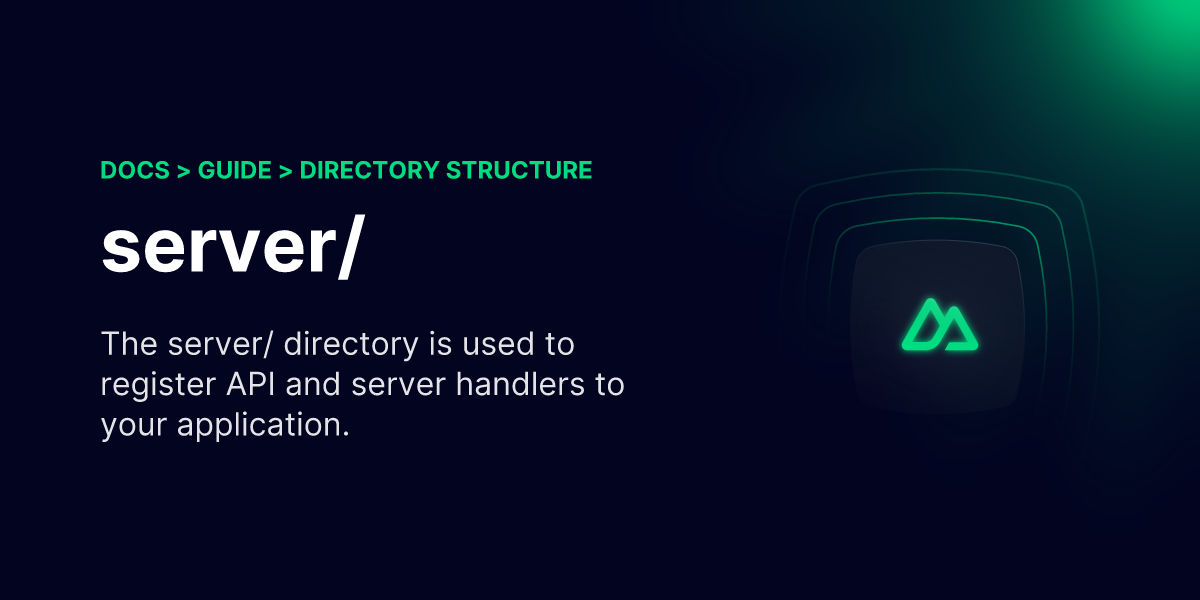 DOCS > GUIDE > DIRECTORY STRUCTURE
server/
The server/ directory is used to
register API and server handlers to
your application.